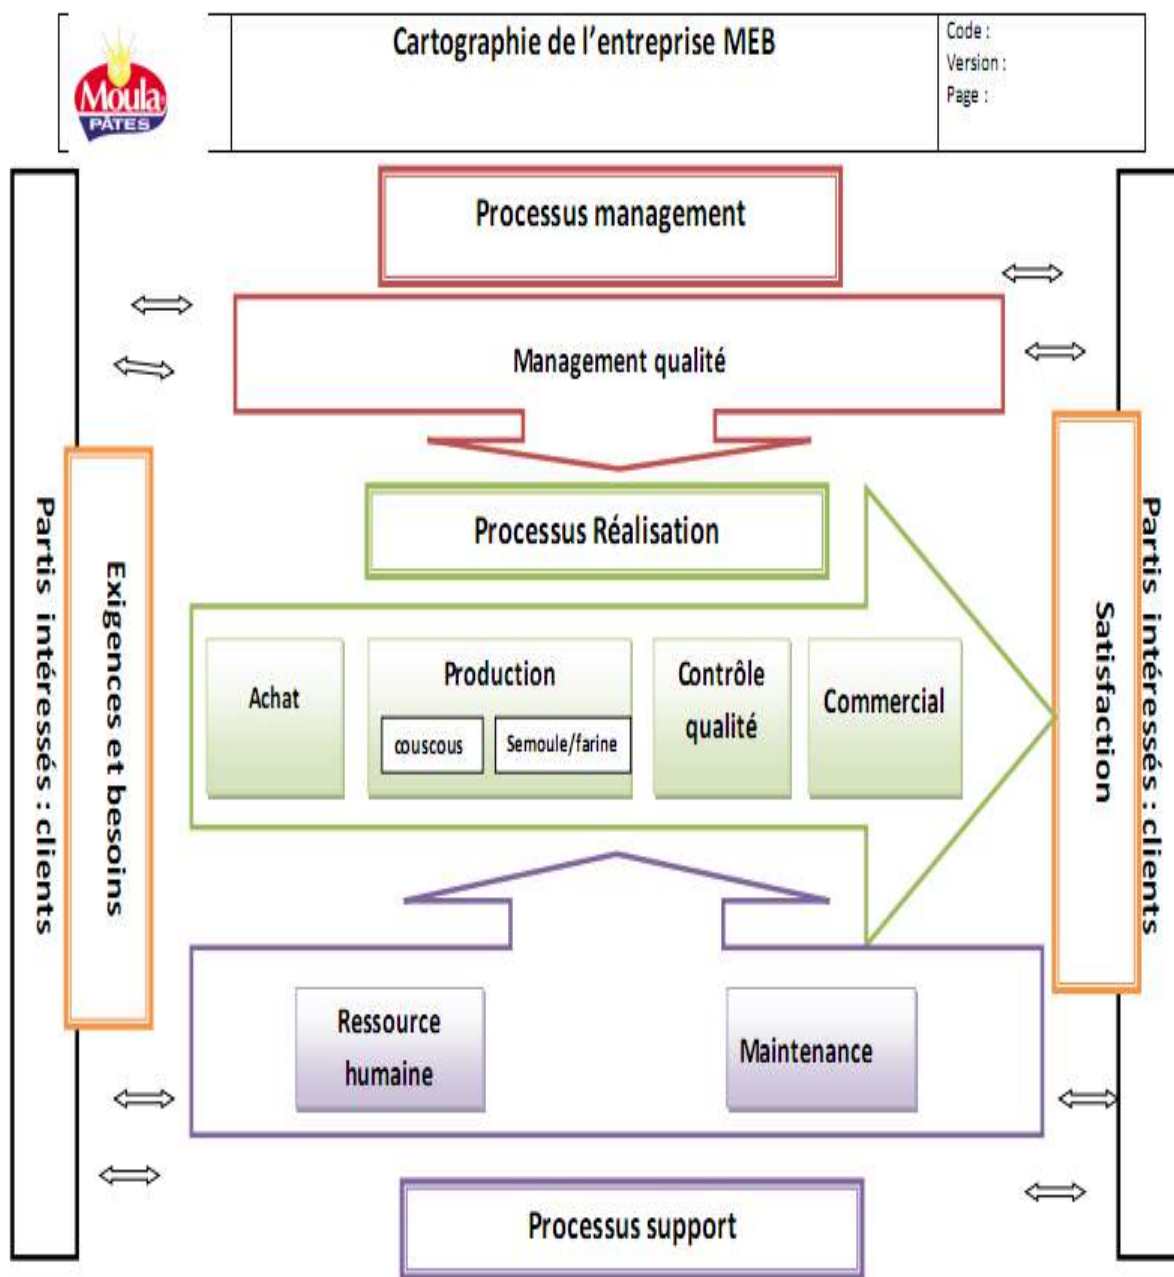 Moula
PÂTES
Cartographie de l'entreprise MEB
Code :
Version :
Page :
Processus management
Management qualité
Partis intéressés : clients
Exigences et besoins
Processus Réalisation
Achat
Production
couscous
Semoule/farine
Contrôle
qualité
Commercial
Satisfaction
Partis intéressés : clients
Ressource
humaine
Maintenance
Processus support